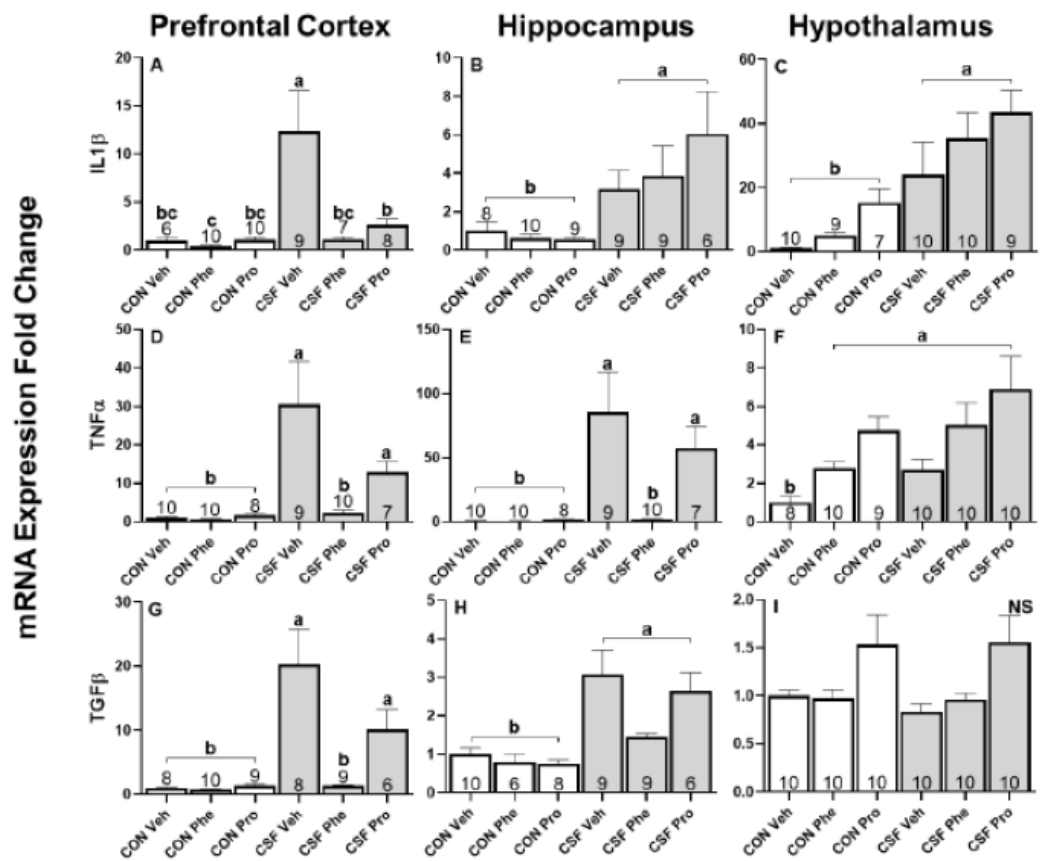 Prefrontal Cortex Hippocampus Hypothalamus
mRNA Expression Fold Change
A
IL1β
20
15
10
5
0
bc c bc a bc b
6 10 10 9 7 8
CON Veh CON Phe CON Pro CSF Veh CSF Phe CSF Pro
B
10
8
6
4
2
0
b a
8 10 9 9 9 6
CON Veh CON Phe CON Pro CSF Veh CSF Phe CSF Pro
C
60
40
20
0
b a
10 9 7 10 10 9
CON Veh CON Phe CON Pro CSF Veh CSF Phe CSF Pro
D
TNFα
50
40
30
20
10
0
b a b a
10 10 8 9 10 7
CON Veh CON Phe CON Pro CSF Veh CSF Phe CSF Pro
E
150
100
50
0
b a b a
10 10 8 9 10 7
CON Veh CON Phe CON Pro CSF Veh CSF Phe CSF Pro
F
10
8
6
4
2
0
b a
8 10 9 10 10 10
CON Veh CON Phe CON Pro CSF Veh CSF Phe CSF Pro
G
TGFβ
30
20
10
0
b a b a
8 10 9 8 9 6
CON Veh CON Phe CON Pro CSF Veh CSF Phe CSF Pro
H
5
4
3
2
1
0
b a
10 6 8 9 9 6
CON Veh CON Phe CON Pro CSF Veh CSF Phe CSF Pro
I
NS
2.0
1.5
1.0
0.5
0.0
10 10 10 10 10 10
CON Veh CON Phe CON Pro CSF Veh CSF Phe CSF Pro